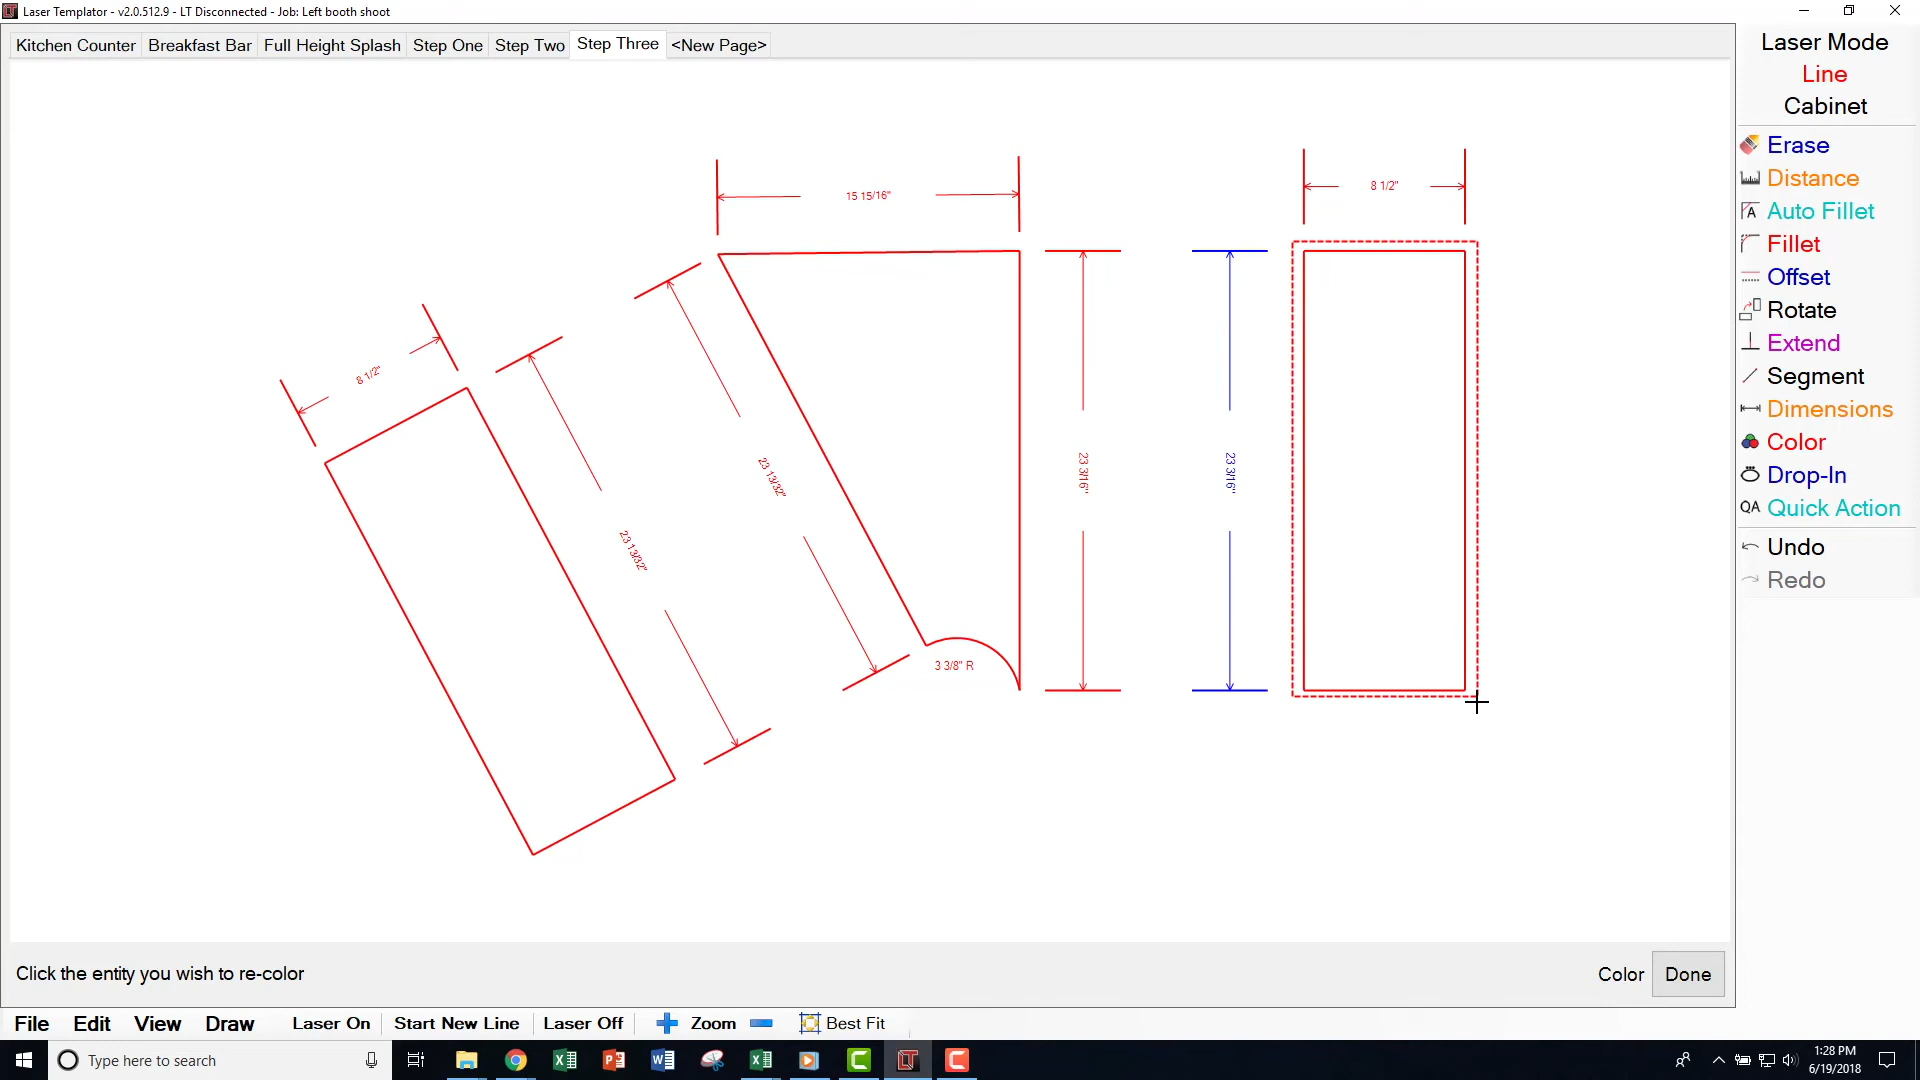 Laser Templator - v2.0.512.9 - LT Disconnected - Job: Left booth shoot
Kitchen Counter Breakfast Bar Full Height Splash Step One Step Two Step Three <New Page>
Laser Mode
Line
Cabinet
Erase
Distance
Auto Fillet
Fillet
Offset
Rotate
Extend
Segment
Dimensions
Color
Drop-In
QA Quick Action
Undo
Redo
15 15/16"
8 1/2"
8 1/2"
23 13/32"
23 13/32"
23 3/16"
23 3/16"
3 3/8" R
Click the entity you wish to re-color
Color Done
File Edit View Draw Laser On Start New Line Laser Off Zoom Best Fit
Type here to search
1:28 PM
6/19/2018